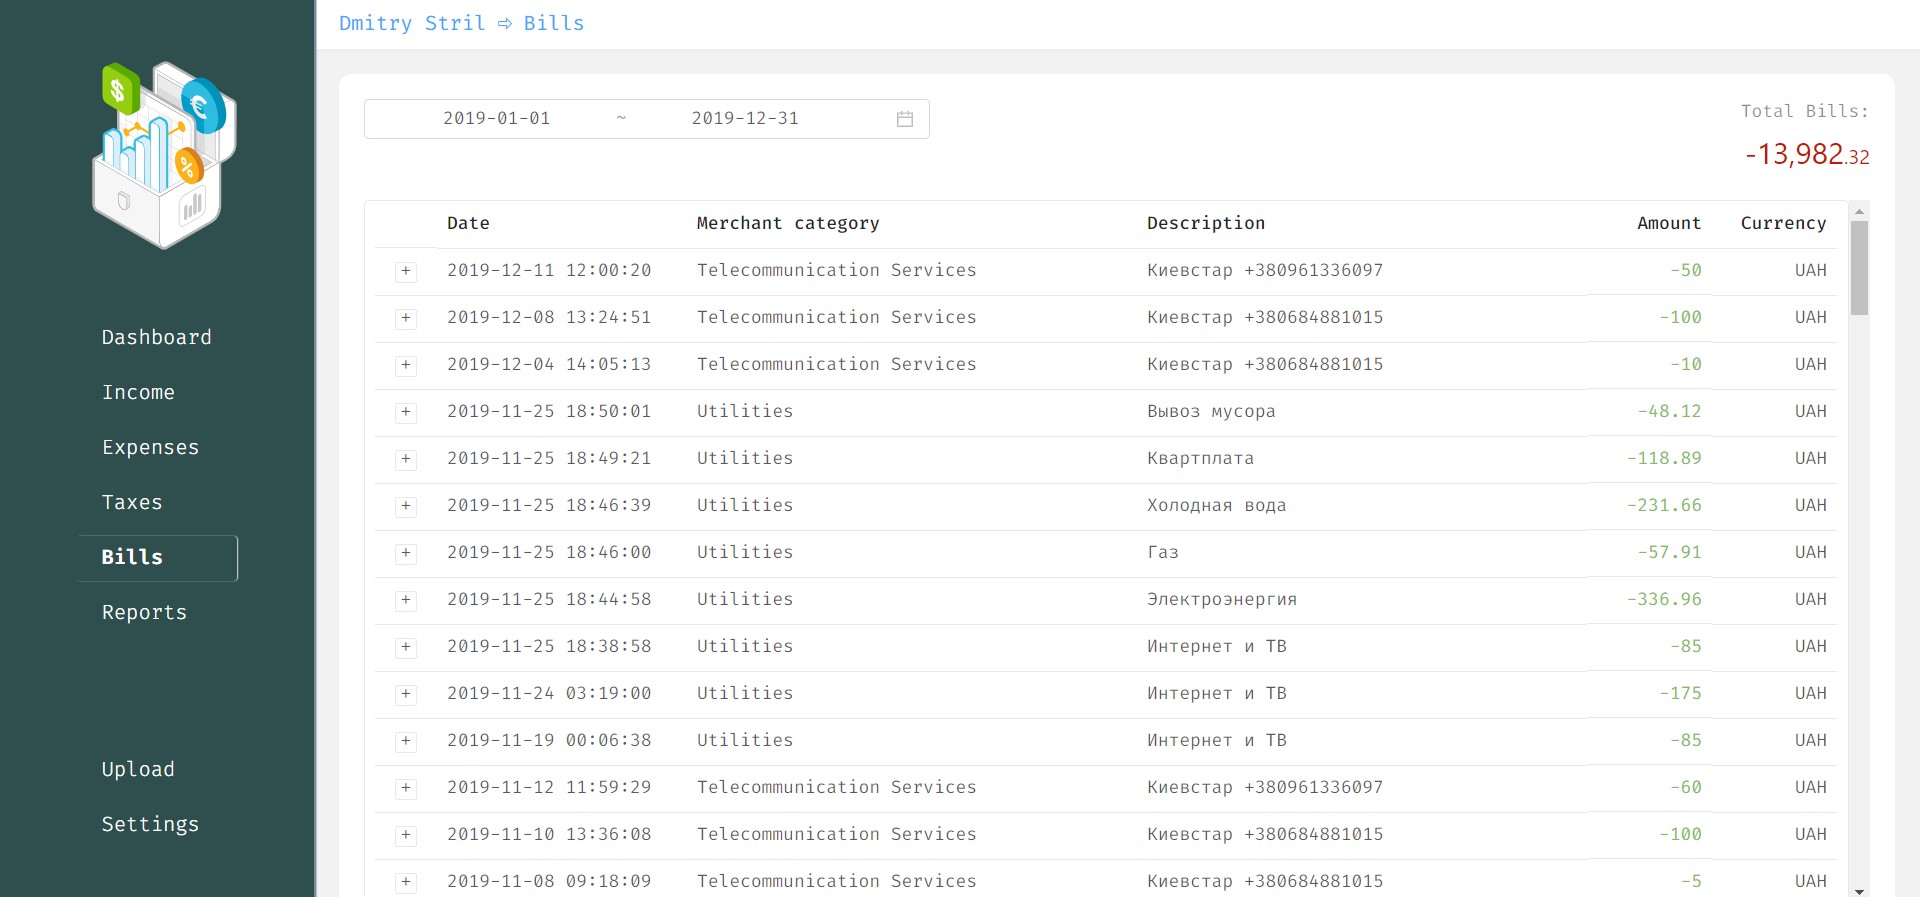 Dmitry Stril ⇨ Bills
$
€
%
Dashboard
Income
Expenses
Taxes
Bills
Reports
Upload
Settings
2019-01-01 ~ 2019-12-31
Total Bills:
-13,982.32
Date Merchant category Description Amount Currency
+ 2019-12-11 12:00:20 Telecommunication Services Киевстар +380961336097 -50 UAH
+ 2019-12-08 13:24:51 Telecommunication Services Киевстар +380684881015 -100 UAH
+ 2019-12-04 14:05:13 Telecommunication Services Киевстар +380684881015 -10 UAH
+ 2019-11-25 18:50:01 Utilities Вывоз мусора -48.12 UAH
+ 2019-11-25 18:49:21 Utilities Квартплата -118.89 UAH
+ 2019-11-25 18:46:39 Utilities Холодная вода -231.66 UAH
+ 2019-11-25 18:46:00 Utilities Газ -57.91 UAH
+ 2019-11-25 18:44:58 Utilities Электроэнергия -336.96 UAH
+ 2019-11-25 18:38:58 Utilities Интернет и ТВ -85 UAH
+ 2019-11-24 03:19:00 Utilities Интернет и ТВ -175 UAH
+ 2019-11-19 00:06:38 Utilities Интернет и ТВ -85 UAH
+ 2019-11-12 11:59:29 Telecommunication Services Киевстар +380961336097 -60 UAH
+ 2019-11-10 13:36:08 Telecommunication Services Киевстар +380684881015 -100 UAH
+ 2019-11-08 09:18:09 Telecommunication Services Киевстар +380684881015 -5 UAH